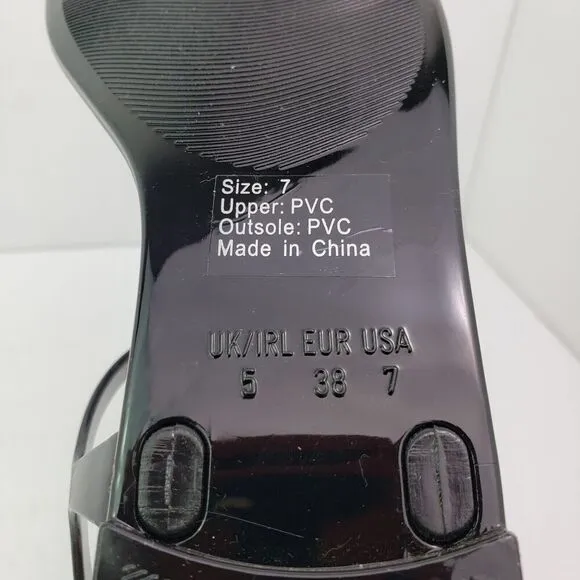 Size: 7
Upper: PVC
Outsole: PVC
Made in China
UK/IRL EUR USA
5 38 7